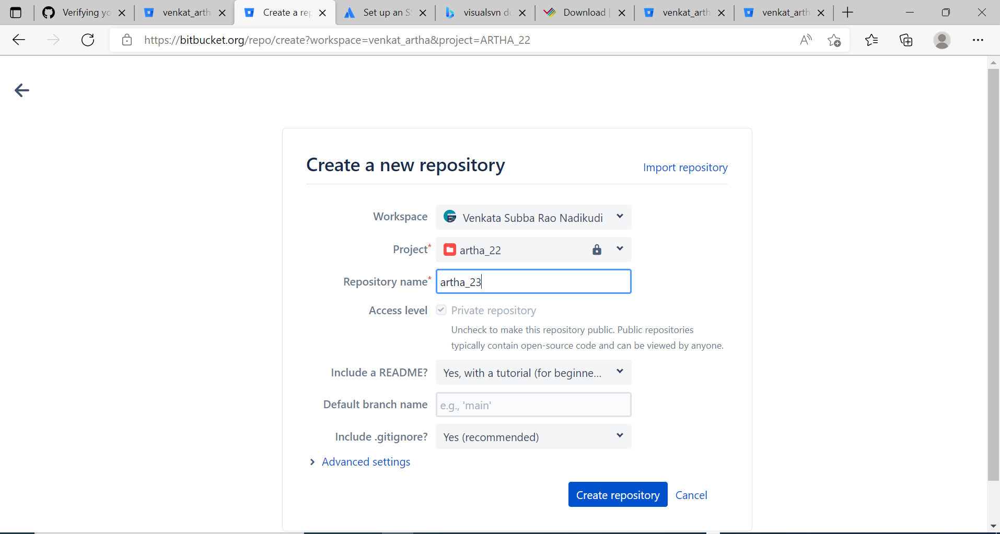 Verifying yo
venkat_arth
Create a rep
Set up an S
visualsvn do
Download |
venkat_arth
venkat_arth
https://bitbucket.org/repo/create?workspace=venkat_artha&project=ARTHA_22
Create a new repository
Import repository
Workspace
Venkata Subba Rao Nadikudi
Project*
artha_22
Repository name*
artha_23
Access level
Private repository
Uncheck to make this repository public. Public repositories
typically contain open-source code and can be viewed by anyone.
Include a README?
Yes, with a tutorial (for beginne...
Default branch name
e.g., 'main'
Include .gitignore?
Yes (recommended)
Advanced settings
Create repository
Cancel